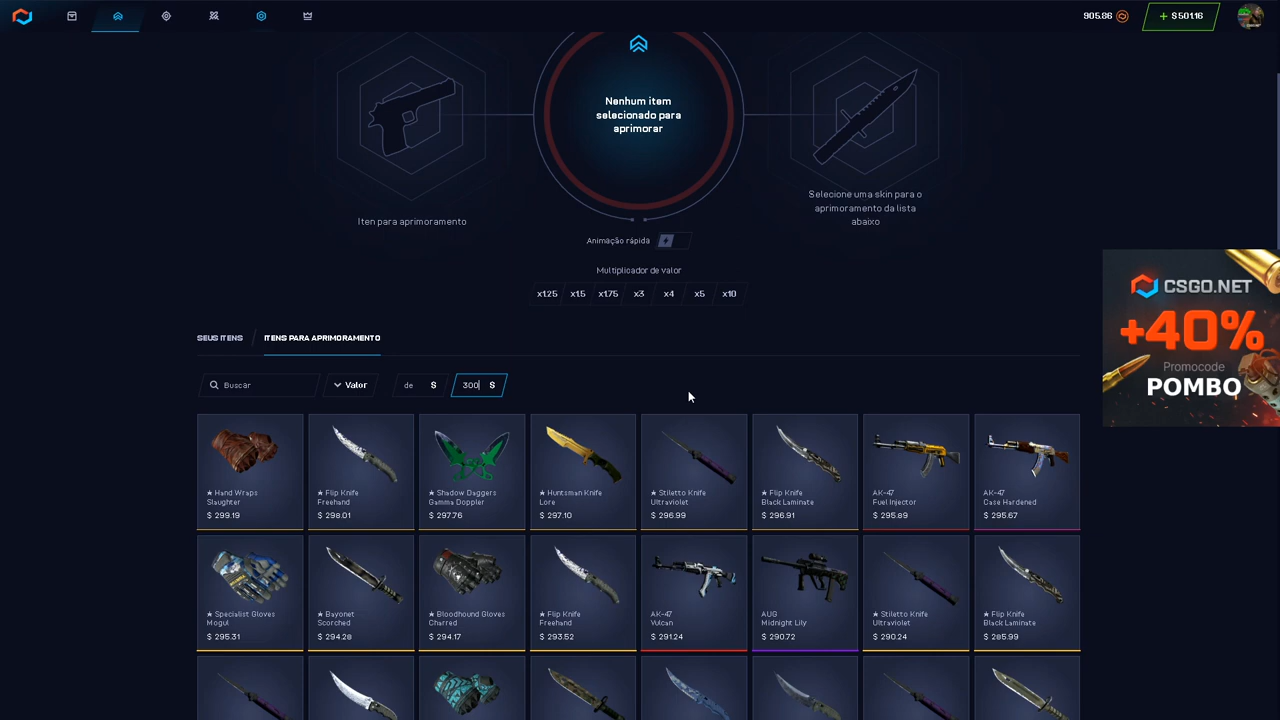 905.86
+ $ 501.16
Nenhum item
selecionado para
aprimorar
Selecione uma skin para o
aprimoramento da lista
abaixo
Iten para aprimoramento
Animação rápida
Multiplicador de valor
x1.25 x1.5 x1.75 x3 x4 x5 x10
CSGO.NET
+40%
Promocode
POMBO
SEUS ITENS / ITENS PARA APRIMORAMENTO
Buscar Valor de $ 300 $
★ Hand Wraps
Slaughter
$ 299.19
★ Flip Knife
Freehand
$ 298.01
★ Shadow Daggers
Gamma Doppler
$ 297.76
★ Huntsman Knife
Lore
$ 297.10
★ Stiletto Knife
Ultraviolet
$ 296.99
★ Flip Knife
Black Laminate
$ 296.91
AK-47
Fuel Injector
$ 295.89
AK-47
Case Hardened
$ 295.67
★ Specialist Gloves
Mogul
$ 295.31
★ Bayonet
Scorched
$ 294.28
★ Bloodhound Gloves
Charred
$ 294.17
★ Flip Knife
Freehand
$ 293.52
AK-47
Vulcan
$ 291.24
AUG
Midnight Lily
$ 290.72
★ Stiletto Knife
Ultraviolet
$ 290.24
★ Flip Knife
Black Laminate
$ 285.99